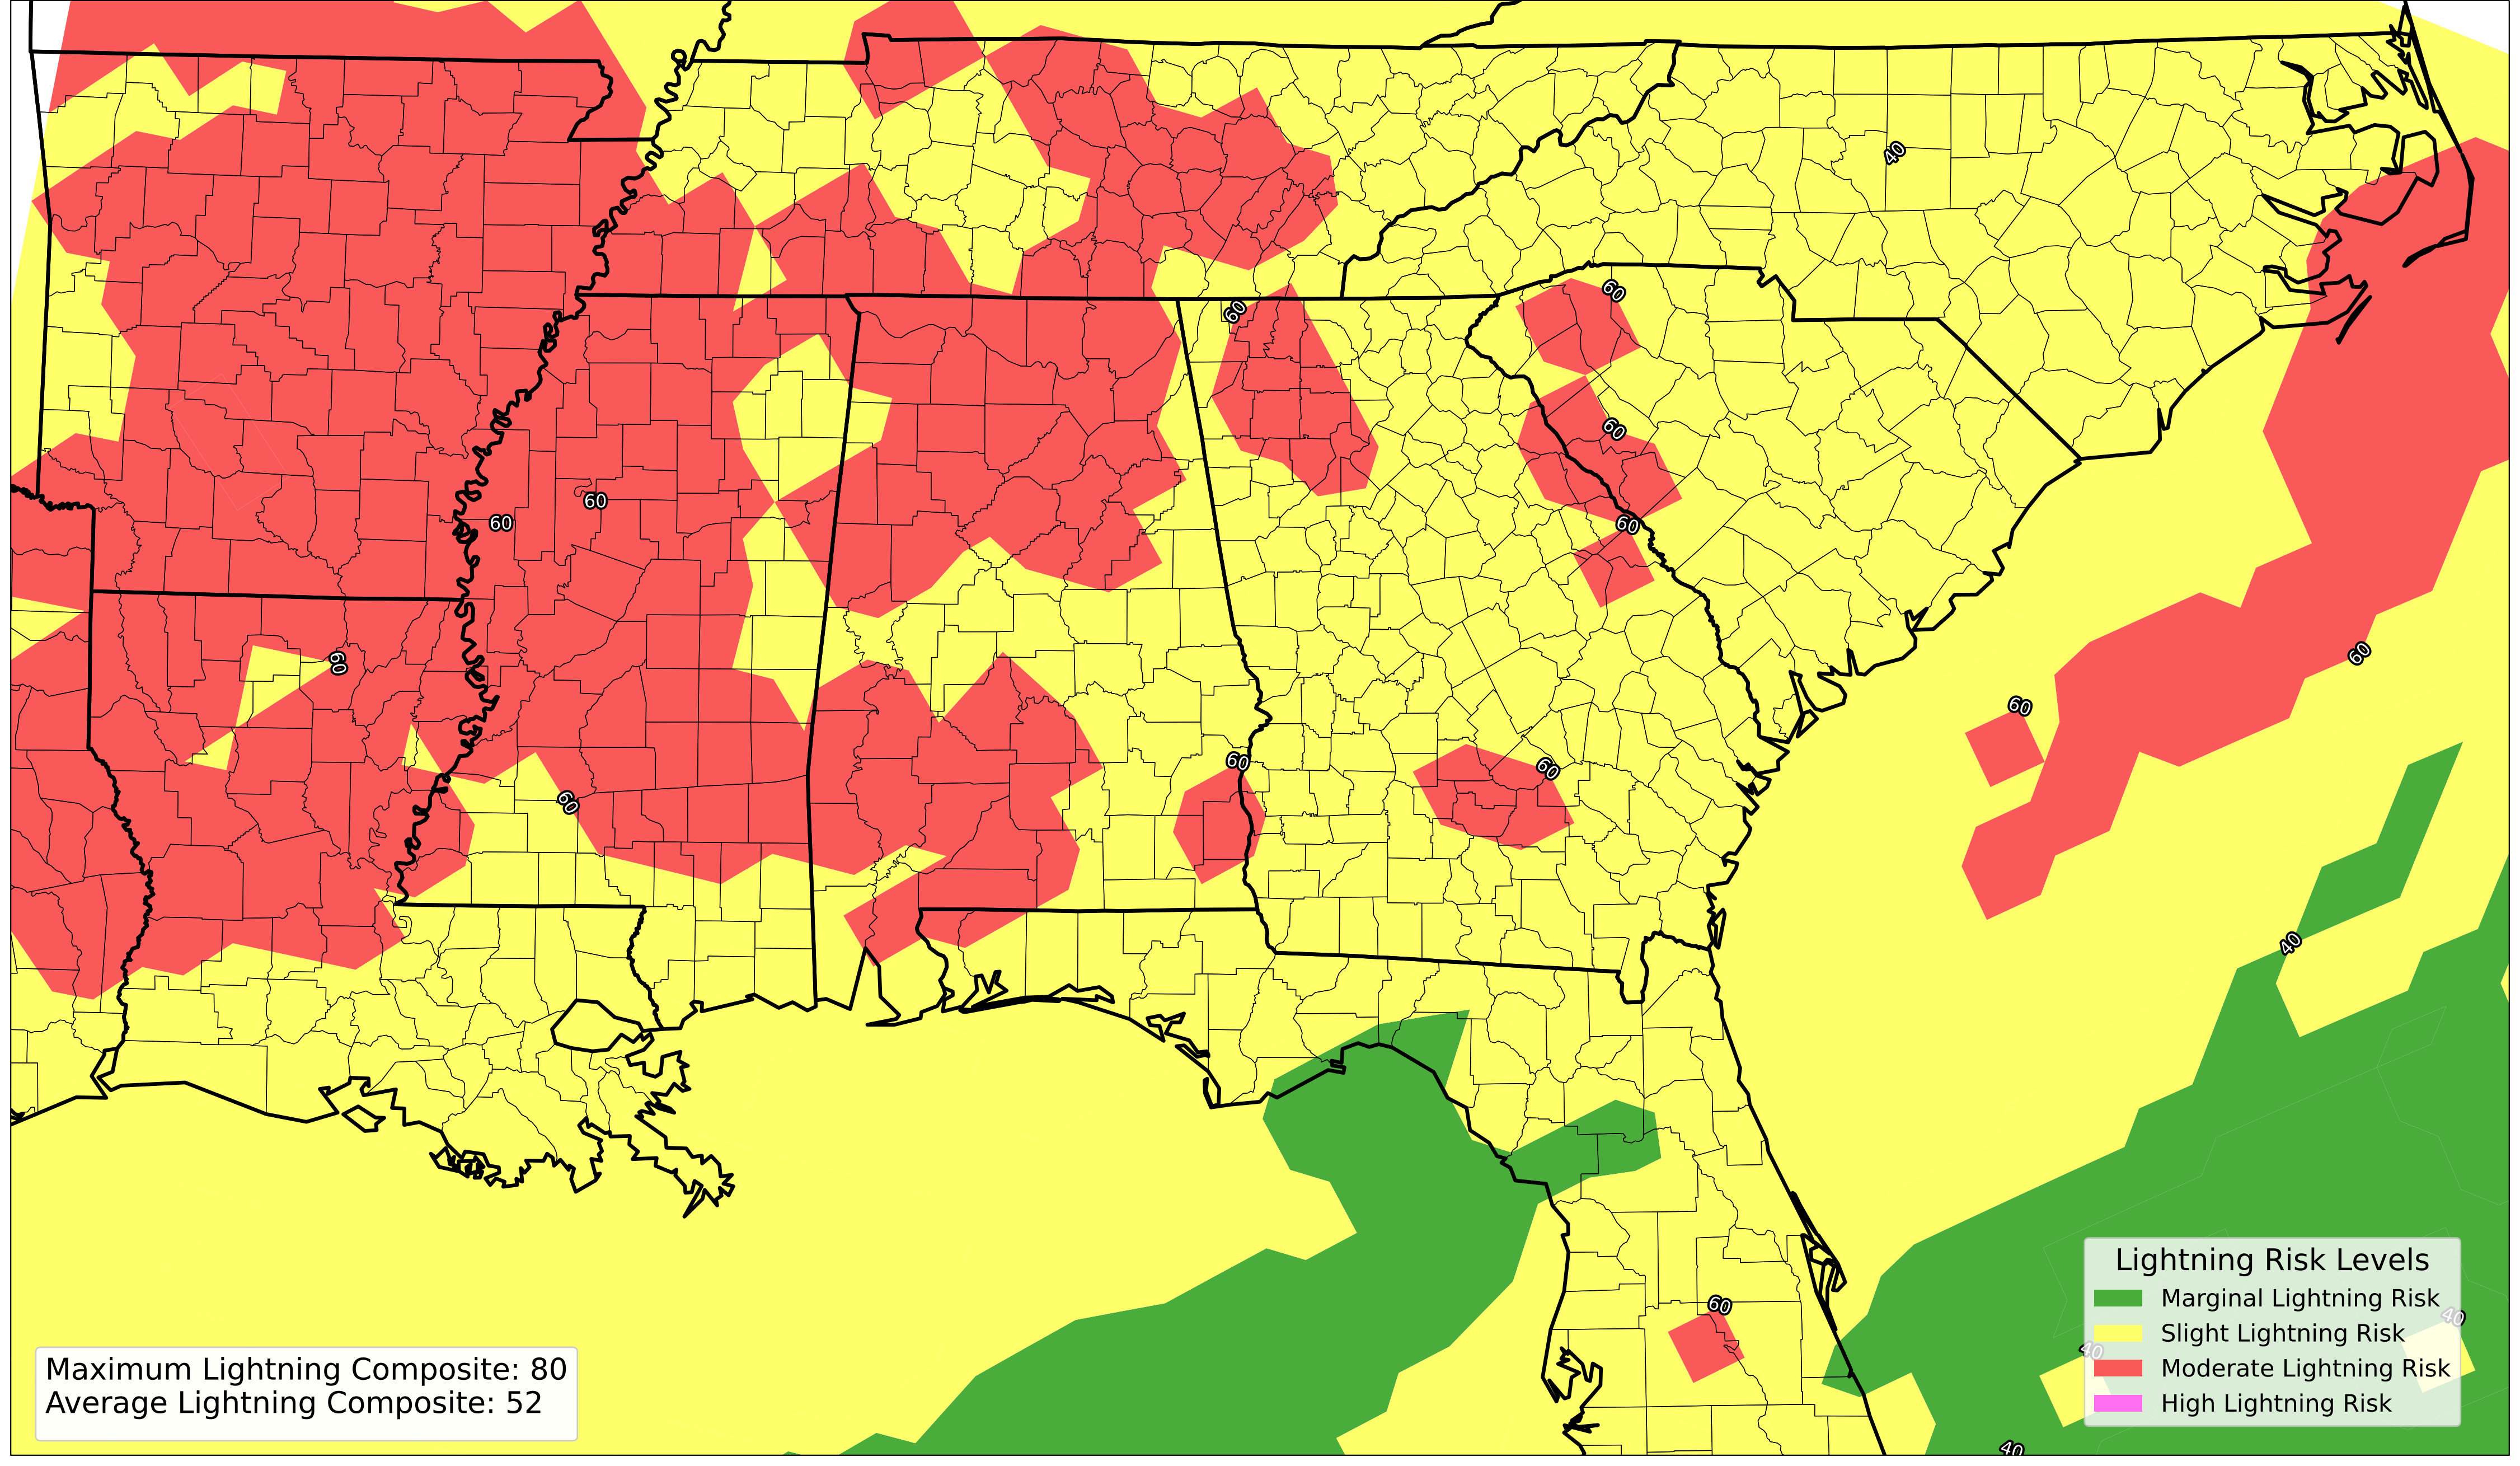 40
60
60
60
60
60
60
60
60
60
60
60
60
60
40
60
40
40
40
Maximum Lightning Composite: 80
Average Lightning Composite: 52
Lightning Risk Levels
Marginal Lightning Risk
Slight Lightning Risk
Moderate Lightning Risk
High Lightning Risk